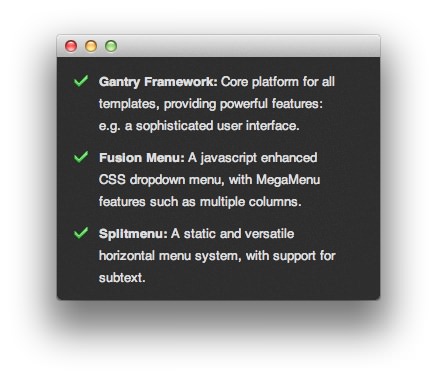 Gantry Framework: Core platform for all
templates, providing powerful features:
e.g. a sophisticated user interface.
Fusion Menu: A javascript enhanced
CSS dropdown menu, with MegaMenu
features such as multiple columns.
Splitmenu: A static and versatile
horizontal menu system, with support for
subtext.